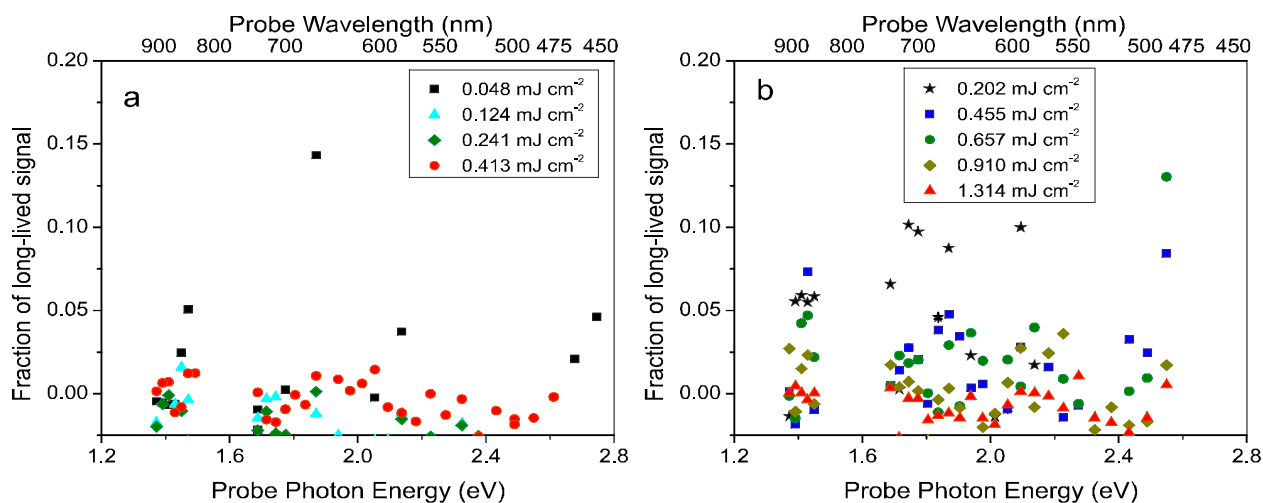 Probe Wavelength (nm)
900 800 700 600 550 500 475 450
0.20
0.15
0.10
0.05
0.00
Fraction of long-lived signal
a
0.048 mJ cm⁻²
0.124 mJ cm⁻²
0.241 mJ cm⁻²
0.413 mJ cm⁻²
1.2 1.6 2.0 2.4 2.8
Probe Photon Energy (eV)
Probe Wavelength (nm)
900 800 700 600 550 500 475 450
0.20
0.15
0.10
0.05
0.00
Fraction of long-lived signal
b
0.202 mJ cm⁻²
0.455 mJ cm⁻²
0.657 mJ cm⁻²
0.910 mJ cm⁻²
1.314 mJ cm⁻²
1.2 1.6 2.0 2.4 2.8
Probe Photon Energy (eV)